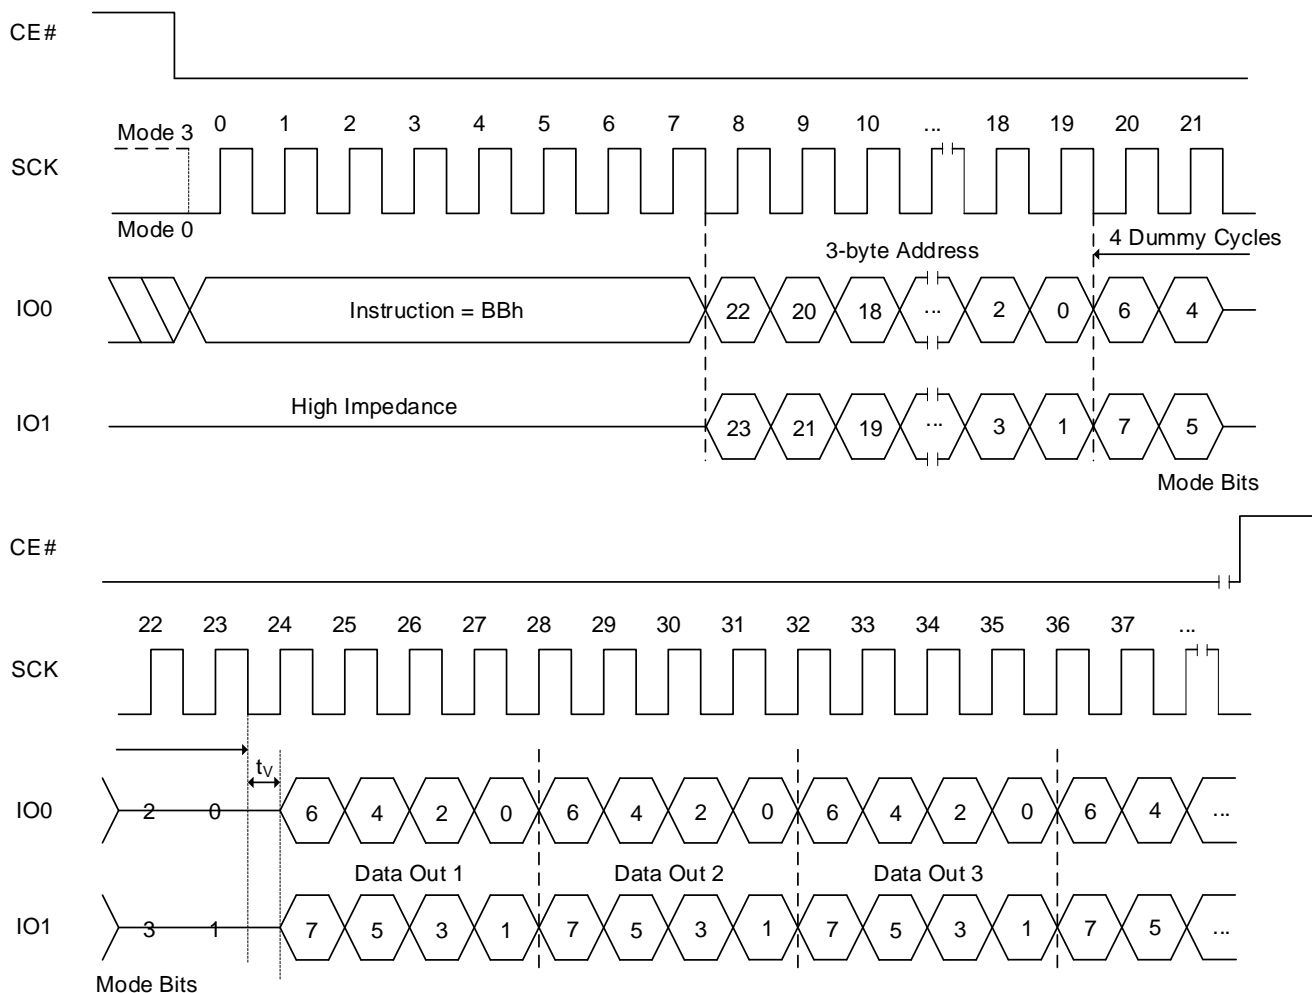 CE#
Mode 3 0 1 2 3 4 5 6 7 8 9 10 ... 18 19 20 21
SCK
Mode 0
3-byte Address 4 Dummy Cycles
IO0 Instruction = BBh 22 20 18 ... 2 0 6 4
High Impedance
IO1 23 21 19 ... 3 1 7 5
Mode Bits
CE#
22 23 24 25 26 27 28 29 30 31 32 33 34 35 36 37 ...
SCK
tV
IO0 2 0 6 4 2 0 6 4 2 0 6 4 2 0 6 4 ...
Data Out 1 Data Out 2 Data Out 3
IO1 3 1 7 5 3 1 7 5 3 1 7 5 3 1 7 5 ...
Mode Bits